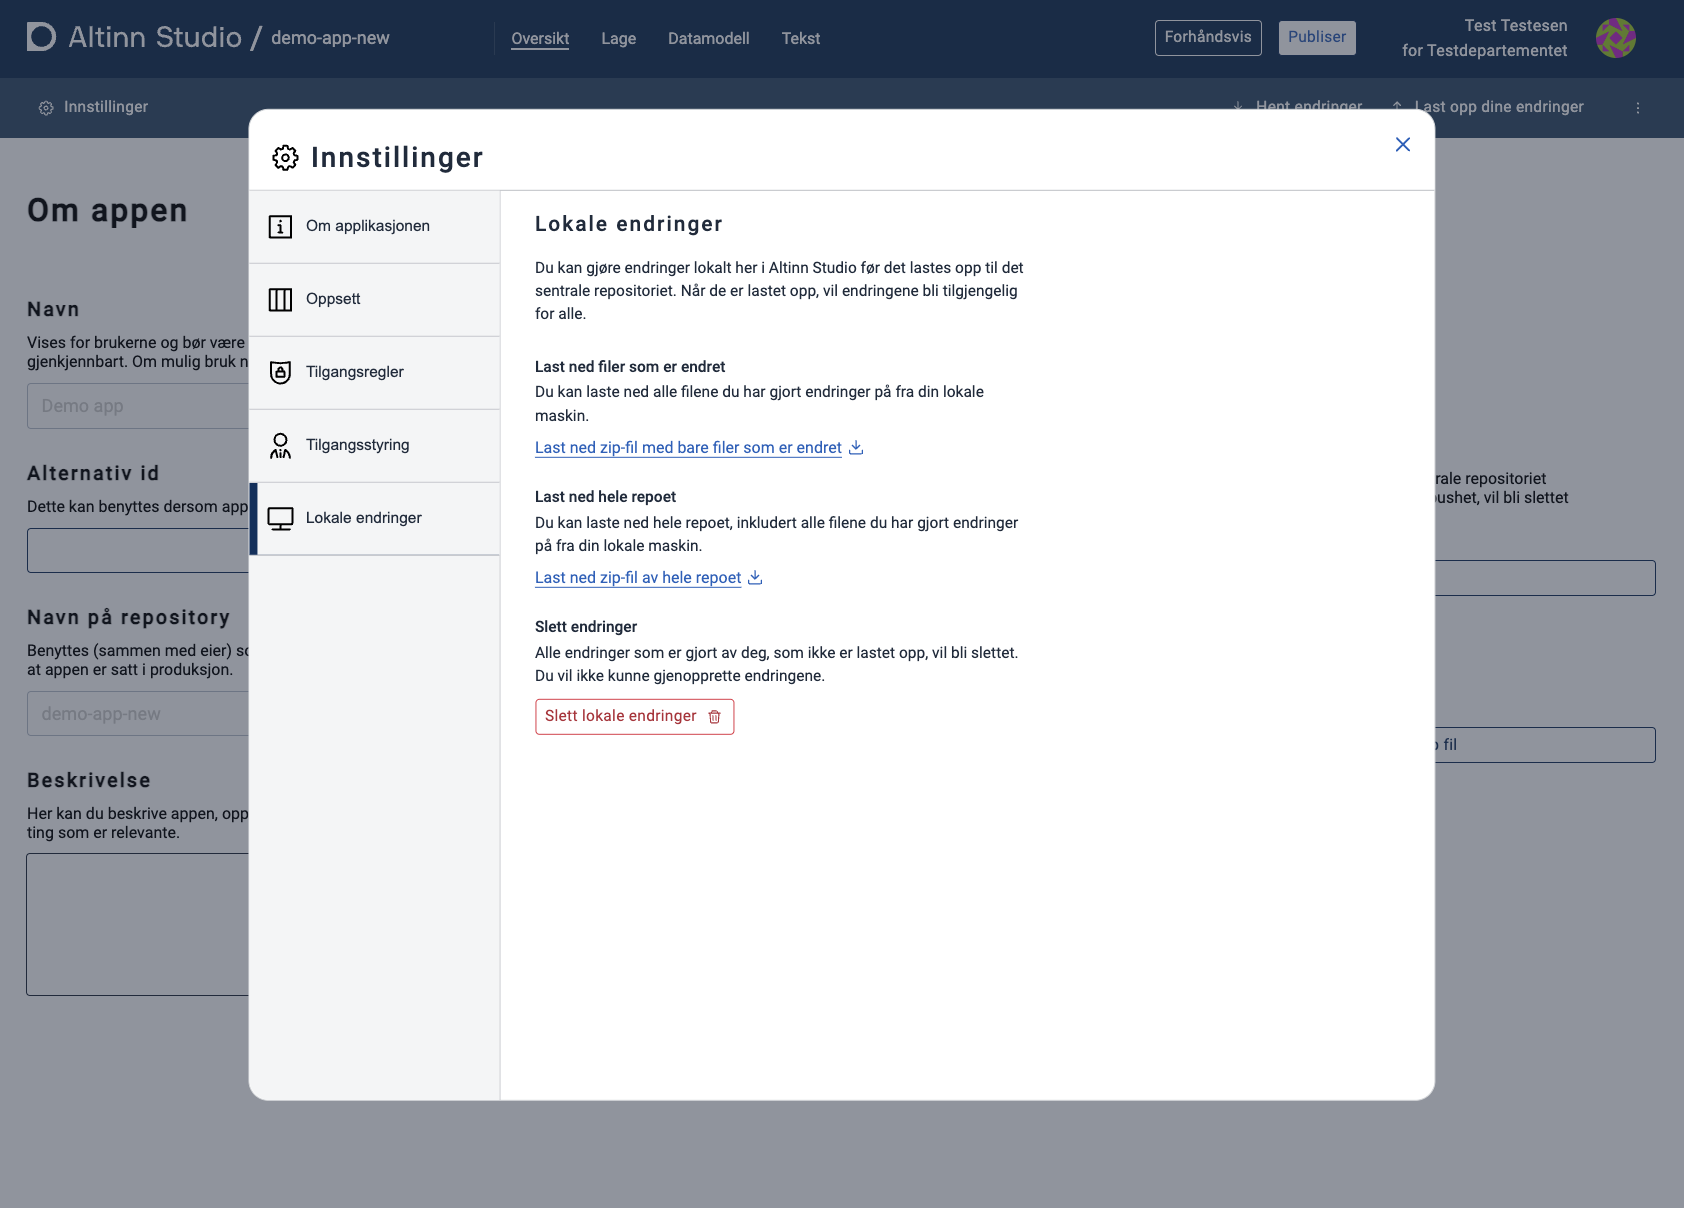 Altinn Studio / demo-app-new
Oversikt
Lage
Datamodell
Tekst
Forhåndsvis
Publiser
Test Testesen
for Testdepartementet
Innstillinger
Hent endringer
Last opp dine endringer
Innstillinger
Om applikasjonen
Oppsett
Tilgangsregler
Tilgangsstyring
Lokale endringer
Lokale endringer
Du kan gjøre endringer lokalt her i Altinn Studio før det lastes opp til det
sentrale repositoriet. Når de er lastet opp, vil endringene bli tilgjengelig
for alle.
Last ned filer som er endret
Du kan laste ned alle filene du har gjort endringer på fra din lokale
maskin.
Last ned zip-fil med bare filer som er endret
Last ned hele repoet
Du kan laste ned hele repoet, inkludert alle filene du har gjort endringer
på fra din lokale maskin.
Last ned zip-fil av hele repoet
Slett endringer
Alle endringer som er gjort av deg, som ikke er lastet opp, vil bli slettet.
Du vil ikke kunne gjenopprette endringene.
Slett lokale endringer
Om appen
Navn
Vises for brukerne og bør være
gjenkjennbart. Om mulig bruk
Demo app
Alternativ id
Dette kan benyttes dersom app
Navn på repository
Benyttes (sammen med eier)
at appen er satt i produksjon.
demo-app-new
Beskrivelse
Her kan du beskrive appen, opp
ting som er relevante.
rale repositoriet
vil bli slettet
fil